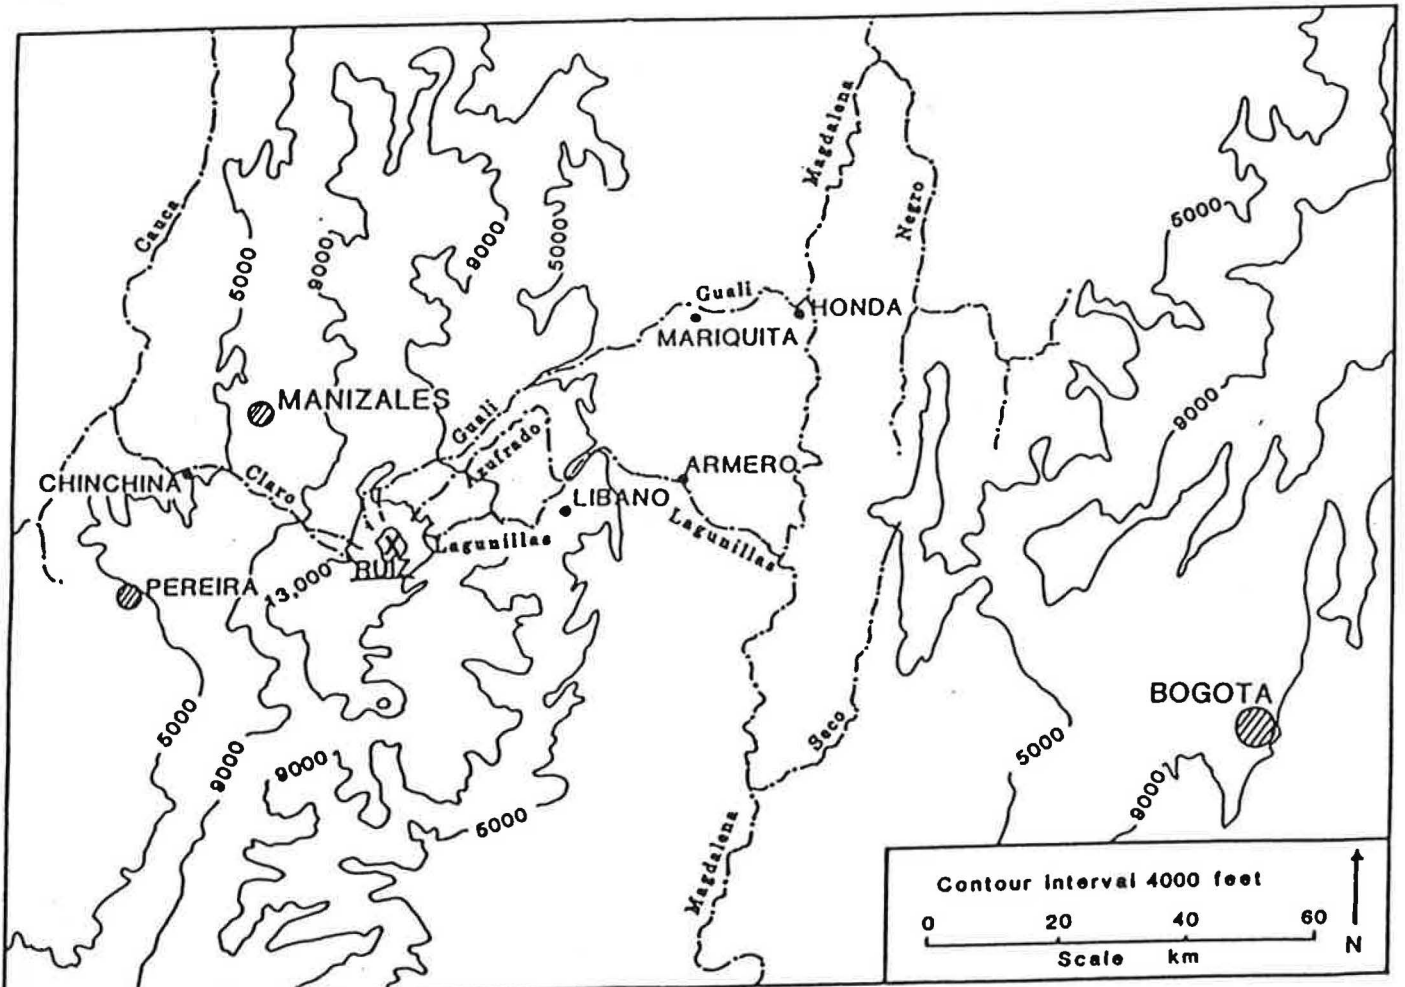 Magdalena
Cauca
Negro
5000
5000
9000
9000
5000
Guali
HONDA
MARIQUITA
MANIZALES
9000
Guali
Azufrado
ARMERO
CHINCHINA
Claro
LIBANO
Lagunillas
Lagunillas
RUIZ
PEREIRA
13,000
BOGOTA
5000
Seco
5000
9000
9000
9000
5000
Magdalena
Contour Interval 4000 feet
0 20 40 60
Scale km
N